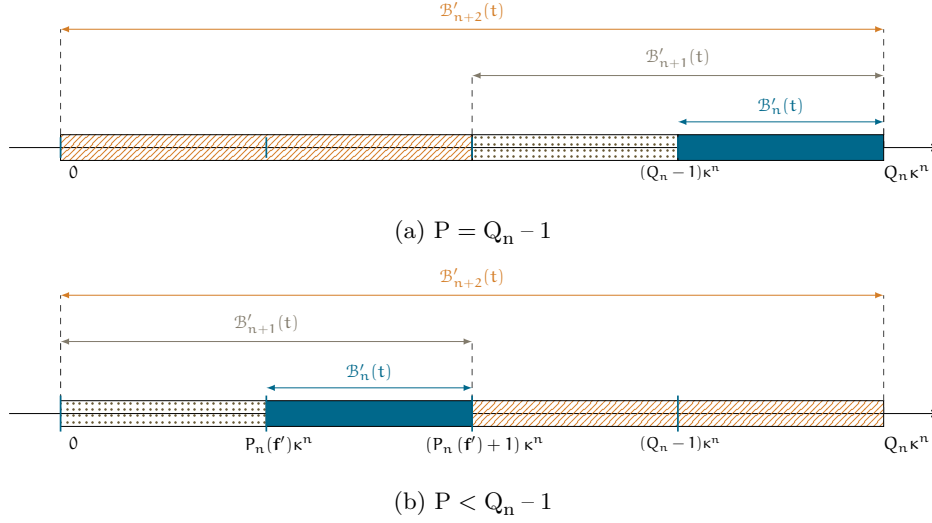 ℬ′ₙ₊₂(t)
ℬ′ₙ₊₁(t)
ℬ′ₙ(t)
0 (Qₙ − 1)κⁿ Qₙκⁿ
(a) P = Qₙ – 1
ℬ′ₙ₊₂(t)
ℬ′ₙ₊₁(t)
ℬ′ₙ(t)
0 Pₙ(f′)κⁿ (Pₙ (f′) + 1) κⁿ (Qₙ − 1)κⁿ Qₙκⁿ
(b) P < Qₙ – 1